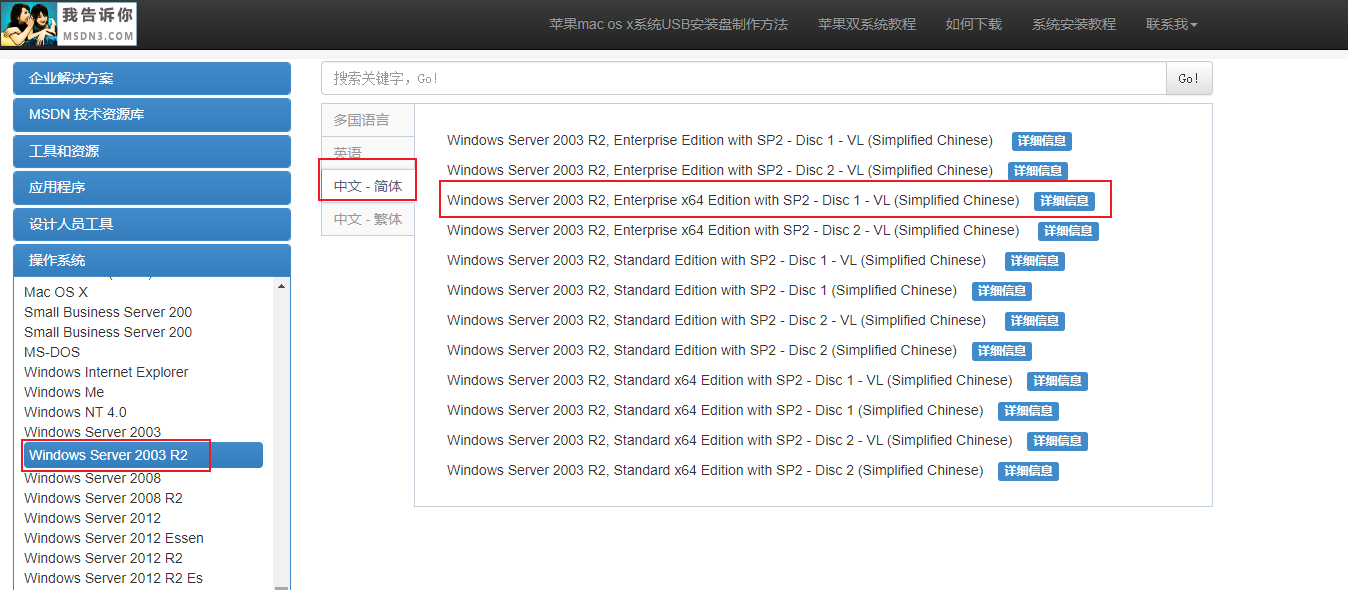 我告诉你
MSDN3.COM
苹果mac os x系统USB安装盘制作方法 苹果双系统教程 如何下载 系统安装教程 联系我
企业解决方案
MSDN 技术资源库
工具和资源
应用程序
设计人员工具
操作系统
Mac OS X
Small Business Server 200
Small Business Server 200
MS-DOS
Windows Internet Explorer
Windows Me
Windows NT 4.0
Windows Server 2003
Windows Server 2003 R2
Windows Server 2008
Windows Server 2008 R2
Windows Server 2012
Windows Server 2012 Essen
Windows Server 2012 R2
Windows Server 2012 R2 Es
搜索关键字，Go! Go!
多国语言
英语
中文 - 简体
中文 - 繁体
Windows Server 2003 R2, Enterprise Edition with SP2 - Disc 1 - VL (Simplified Chinese) 详细信息
Windows Server 2003 R2, Enterprise Edition with SP2 - Disc 2 - VL (Simplified Chinese) 详细信息
Windows Server 2003 R2, Enterprise x64 Edition with SP2 - Disc 1 - VL (Simplified Chinese) 详细信息
Windows Server 2003 R2, Enterprise x64 Edition with SP2 - Disc 2 - VL (Simplified Chinese) 详细信息
Windows Server 2003 R2, Standard Edition with SP2 - Disc 1 - VL (Simplified Chinese) 详细信息
Windows Server 2003 R2, Standard Edition with SP2 - Disc 1 (Simplified Chinese) 详细信息
Windows Server 2003 R2, Standard Edition with SP2 - Disc 2 - VL (Simplified Chinese) 详细信息
Windows Server 2003 R2, Standard Edition with SP2 - Disc 2 (Simplified Chinese) 详细信息
Windows Server 2003 R2, Standard x64 Edition with SP2 - Disc 1 - VL (Simplified Chinese) 详细信息
Windows Server 2003 R2, Standard x64 Edition with SP2 - Disc 1 (Simplified Chinese) 详细信息
Windows Server 2003 R2, Standard x64 Edition with SP2 - Disc 2 - VL (Simplified Chinese) 详细信息
Windows Server 2003 R2, Standard x64 Edition with SP2 - Disc 2 (Simplified Chinese) 详细信息